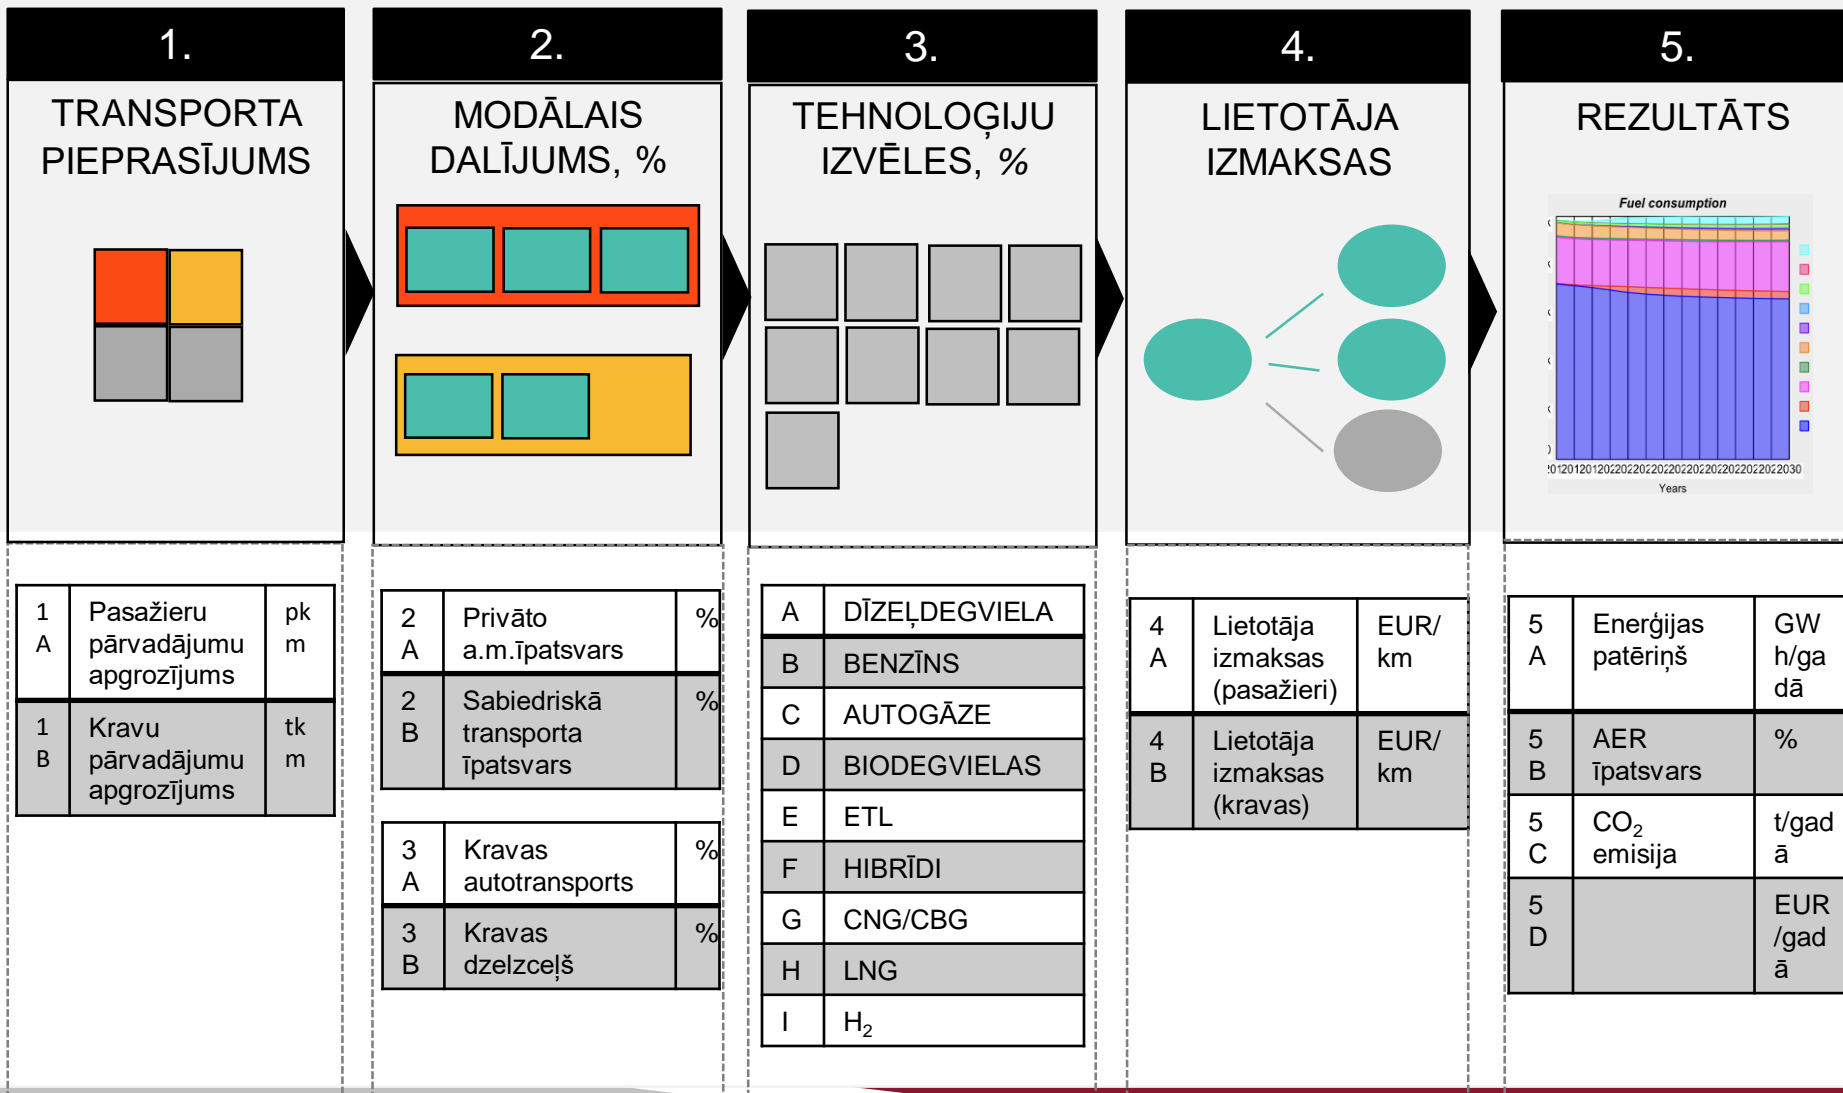 1.
TRANSPORTA
PIEPRASĪJUMS
2.
MODĀLAIS
DALĪJUMS, %
3.
TEHNOLOĢIJU
IZVĒLES, %
4.
LIETOTĀJA
IZMAKSAS
5.
REZULTĀTS
Fuel consumption
2030
Years
1
A
Pasažieru
pārvadājumu
apgrozījums
pk
m
1
B
Kravu
pārvadājumu
apgrozījums
tk
m
2
A
Privāto
a.m.īpatsvars
%
2
B
Sabiedriskā
transporta
īpatsvars
%
3
A
Kravas
autotransports
%
3
B
Kravas
dzelzceļš
%
A DĪZEĻDEGVIELA
B BENZĪNS
C AUTOGĀZE
D BIODEGVIELAS
E ETL
F HIBRĪDI
G CNG/CBG
H LNG
I H₂
4
A
Lietotāja
izmaksas
(pasažieri)
EUR/
km
4
B
Lietotāja
izmaksas
(kravas)
EUR/
km
5
A
Enerģijas
patēriņš
GW
h/ga
dā
5
B
AER
īpatsvars
%
5
C
CO₂
emisija
t/gad
ā
5
D
EUR
/gad
ā